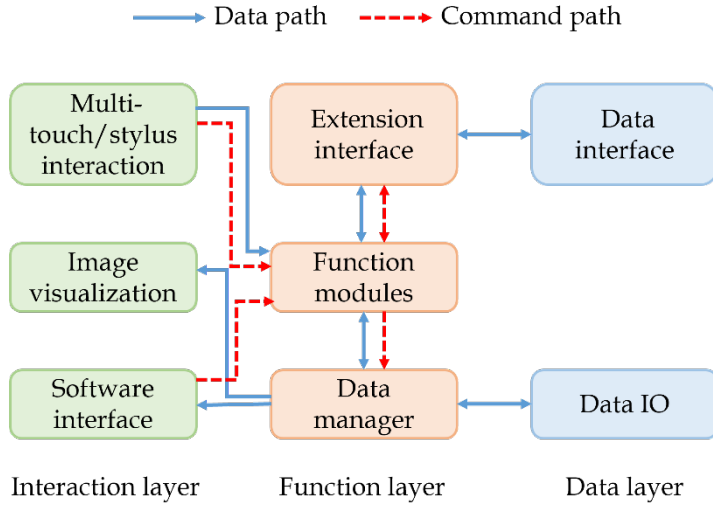 Data path
Command path
Multi-
touch/stylus
interaction
Extension
interface
Data
interface
Image
visualization
Function
modules
Software
interface
Data
manager
Data IO
Interaction layer
Function layer
Data layer